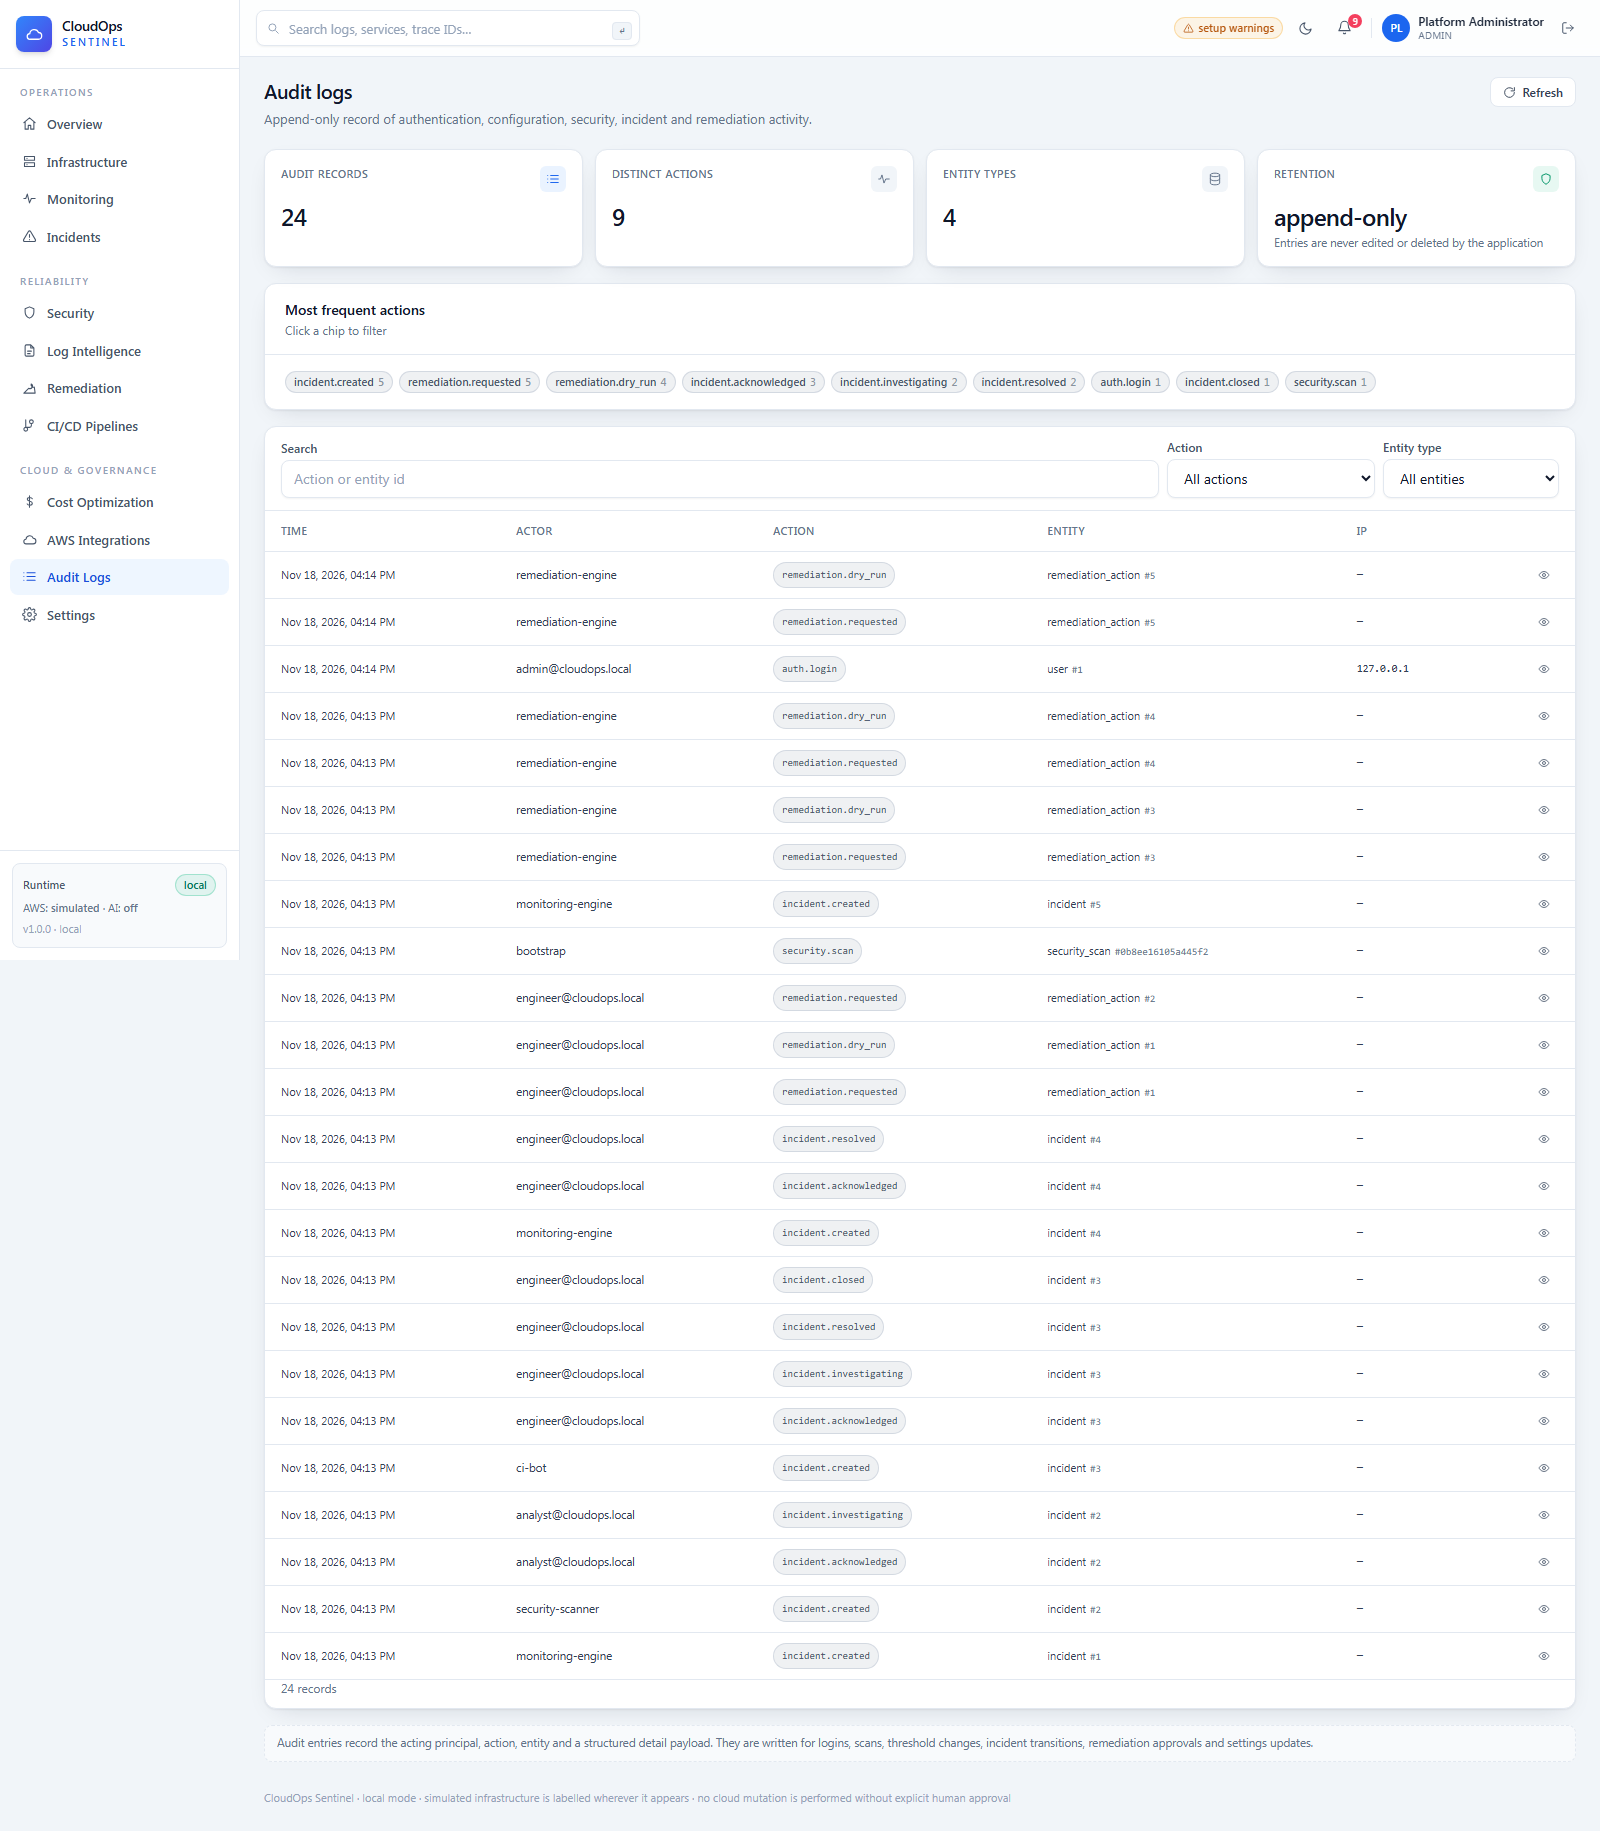 CloudOps
SENTINEL
Search logs, services, trace IDs...
setup warnings
9
PL
Platform Administrator
ADMIN
OPERATIONS
Overview
Infrastructure
Monitoring
Incidents
RELIABILITY
Security
Log Intelligence
Remediation
CI/CD Pipelines
CLOUD & GOVERNANCE
Cost Optimization
AWS Integrations
Audit Logs
Settings
Runtime local
AWS: simulated · AI: off
v1.0.0 · local
Audit logs
Append-only record of authentication, configuration, security, incident and remediation activity.
Refresh
AUDIT RECORDS
24
DISTINCT ACTIONS
9
ENTITY TYPES
4
RETENTION
append-only
Entries are never edited or deleted by the application
Most frequent actions
Click a chip to filter
incident.created 5 remediation.requested 5 remediation.dry_run 4 incident.acknowledged 3 incident.investigating 2 incident.resolved 2 auth.login 1 incident.closed 1 security.scan 1
Search Action Entity type
Action or entity id All actions All entities
TIME ACTOR ACTION ENTITY IP
Nov 18, 2026, 04:14 PM remediation-engine remediation.dry_run remediation_action #5 –
Nov 18, 2026, 04:14 PM remediation-engine remediation.requested remediation_action #5 –
Nov 18, 2026, 04:14 PM admin@cloudops.local auth.login user #1 127.0.0.1
Nov 18, 2026, 04:13 PM remediation-engine remediation.dry_run remediation_action #4 –
Nov 18, 2026, 04:13 PM remediation-engine remediation.requested remediation_action #4 –
Nov 18, 2026, 04:13 PM remediation-engine remediation.dry_run remediation_action #3 –
Nov 18, 2026, 04:13 PM remediation-engine remediation.requested remediation_action #3 –
Nov 18, 2026, 04:13 PM monitoring-engine incident.created incident #5 –
Nov 18, 2026, 04:13 PM bootstrap security.scan security_scan #0b8ee16105a445f2 –
Nov 18, 2026, 04:13 PM engineer@cloudops.local remediation.requested remediation_action #2 –
Nov 18, 2026, 04:13 PM engineer@cloudops.local remediation.dry_run remediation_action #1 –
Nov 18, 2026, 04:13 PM engineer@cloudops.local remediation.requested remediation_action #1 –
Nov 18, 2026, 04:13 PM engineer@cloudops.local incident.resolved incident #4 –
Nov 18, 2026, 04:13 PM engineer@cloudops.local incident.acknowledged incident #4 –
Nov 18, 2026, 04:13 PM monitoring-engine incident.created incident #4 –
Nov 18, 2026, 04:13 PM engineer@cloudops.local incident.closed incident #3 –
Nov 18, 2026, 04:13 PM engineer@cloudops.local incident.resolved incident #3 –
Nov 18, 2026, 04:13 PM engineer@cloudops.local incident.investigating incident #3 –
Nov 18, 2026, 04:13 PM engineer@cloudops.local incident.acknowledged incident #3 –
Nov 18, 2026, 04:13 PM ci-bot incident.created incident #3 –
Nov 18, 2026, 04:13 PM analyst@cloudops.local incident.investigating incident #2 –
Nov 18, 2026, 04:13 PM analyst@cloudops.local incident.acknowledged incident #2 –
Nov 18, 2026, 04:13 PM security-scanner incident.created incident #2 –
Nov 18, 2026, 04:13 PM monitoring-engine incident.created incident #1 –
24 records
Audit entries record the acting principal, action, entity and a structured detail payload. They are written for logins, scans, threshold changes, incident transitions, remediation approvals and settings updates.
CloudOps Sentinel · local mode · simulated infrastructure is labelled wherever it appears · no cloud mutation is performed without explicit human approval